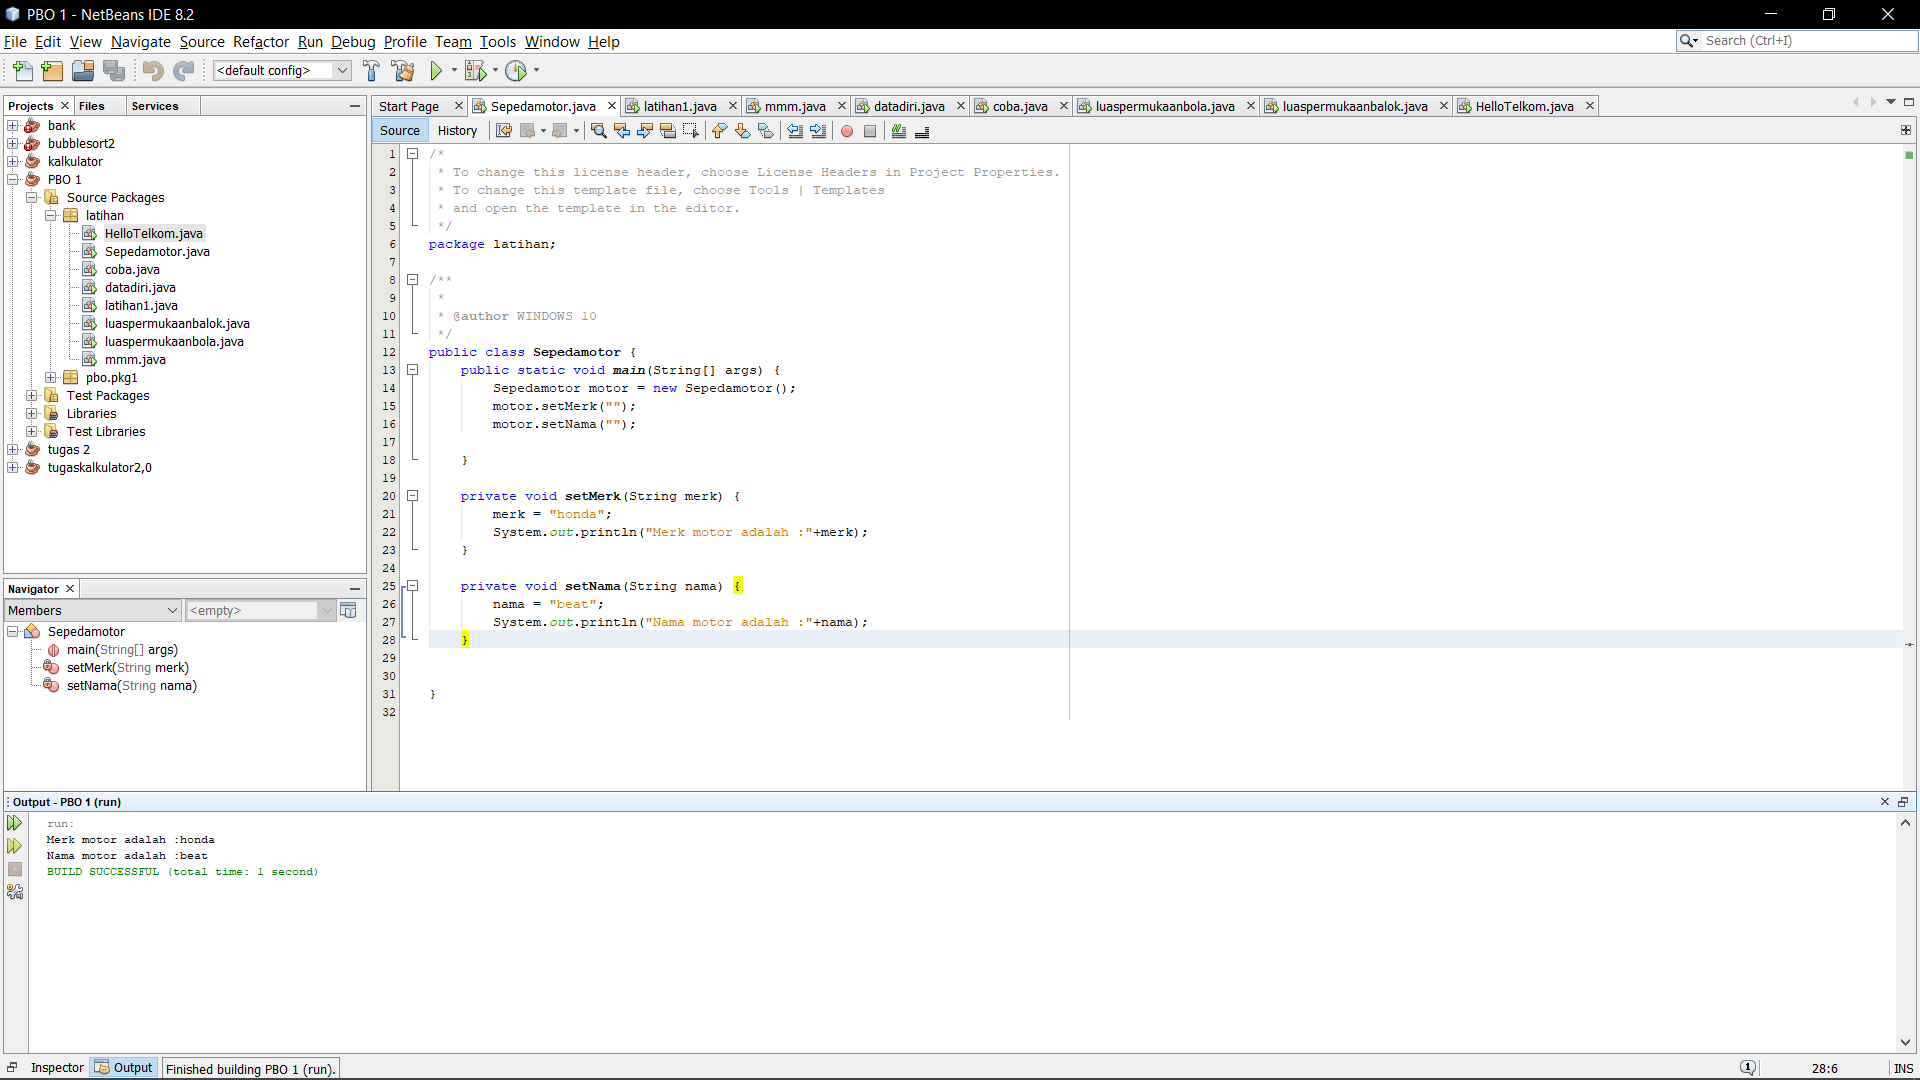 PBO 1 - NetBeans IDE 8.2
File Edit View Navigate Source Refactor Run Debug Profile Team Tools Window Help
Search (Ctrl+I)
<default config>
Projects Files Services
bank
bubblesort2
kalkulator
PBO 1
Source Packages
latihan
HelloTelkom.java
Sepedamotor.java
coba.java
datadiri.java
latihan1.java
luaspermukaanbalok.java
luaspermukaanbola.java
mmm.java
pbo.pkg1
Test Packages
Libraries
Test Libraries
tugas 2
tugaskalkulator2,0
Navigator
Members <empty>
Sepedamotor
main(String[] args)
setMerk(String merk)
setNama(String nama)
Start Page Sepedamotor.java latihan1.java mmm.java datadiri.java coba.java luaspermukaanbola.java luaspermukaanbalok.java HelloTelkom.java
Source History
1 /*
2 * To change this license header, choose License Headers in Project Properties.
3 * To change this template file, choose Tools | Templates
4 * and open the template in the editor.
5 */
6 package latihan;
7
8 /**
9 *
10 * @author WINDOWS 10
11 */
12 public class Sepedamotor {
13 public static void main(String[] args) {
14 Sepedamotor motor = new Sepedamotor();
15 motor.setMerk("");
16 motor.setNama("");
17
18 }
19
20 private void setMerk(String merk) {
21 merk = "honda";
22 System.out.println("Merk motor adalah :"+merk);
23 }
24
25 private void setNama(String nama) {
26 nama = "beat";
27 System.out.println("Nama motor adalah :"+nama);
28 }
29
30
31 }
32
Output - PBO 1 (run)
run:
Merk motor adalah :honda
Nama motor adalah :beat
BUILD SUCCESSFUL (total time: 1 second)
Inspector Output Finished building PBO 1 (run). 1 28:6 INS